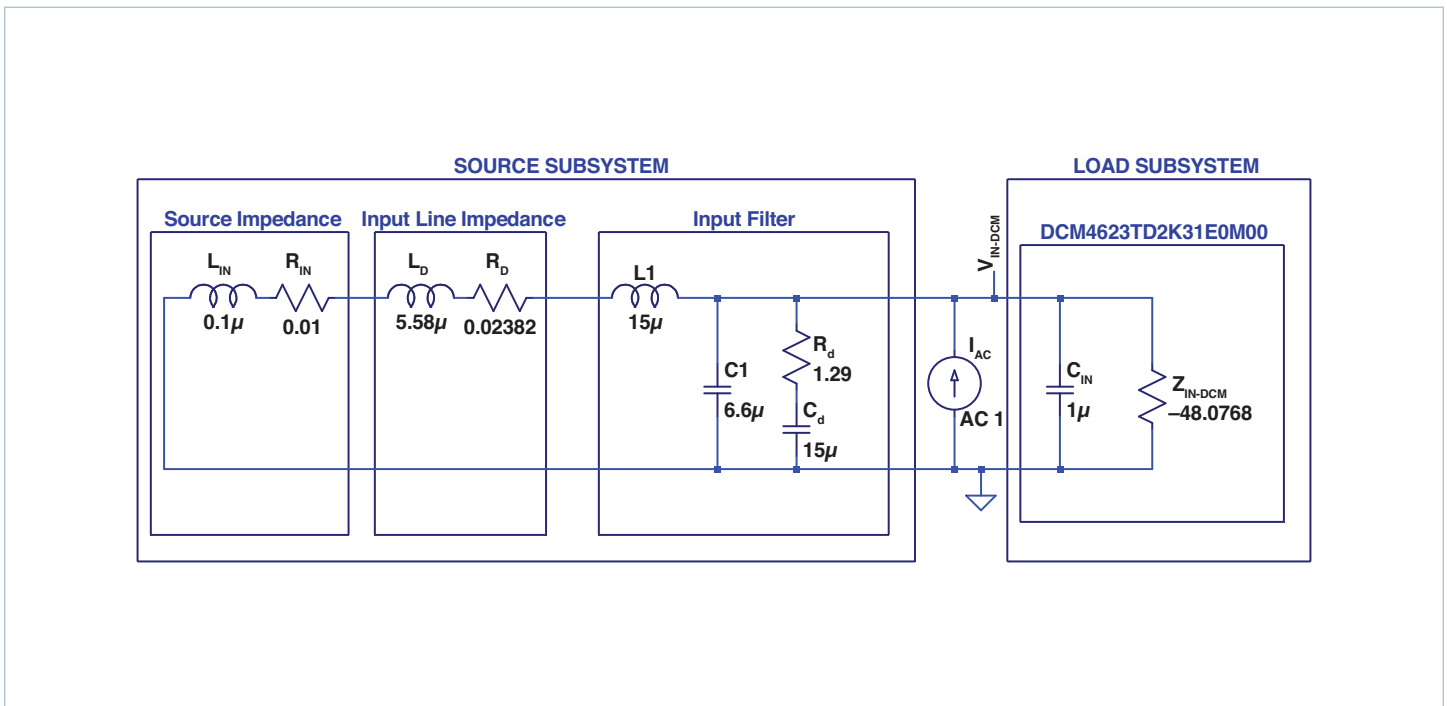 SOURCE SUBSYSTEM
LOAD SUBSYSTEM
Source Impedance
Input Line Impedance
Input Filter
DCM4623TD2K31E0M00
L_IN
0.1µ
R_IN
0.01
L_D
5.58µ
R_D
0.02382
L1
15µ
C1
6.6µ
R_d
1.29
C_d
15µ
I_AC
AC 1
V_IN-DCM
C_IN
1µ
Z_IN-DCM
–48.0768